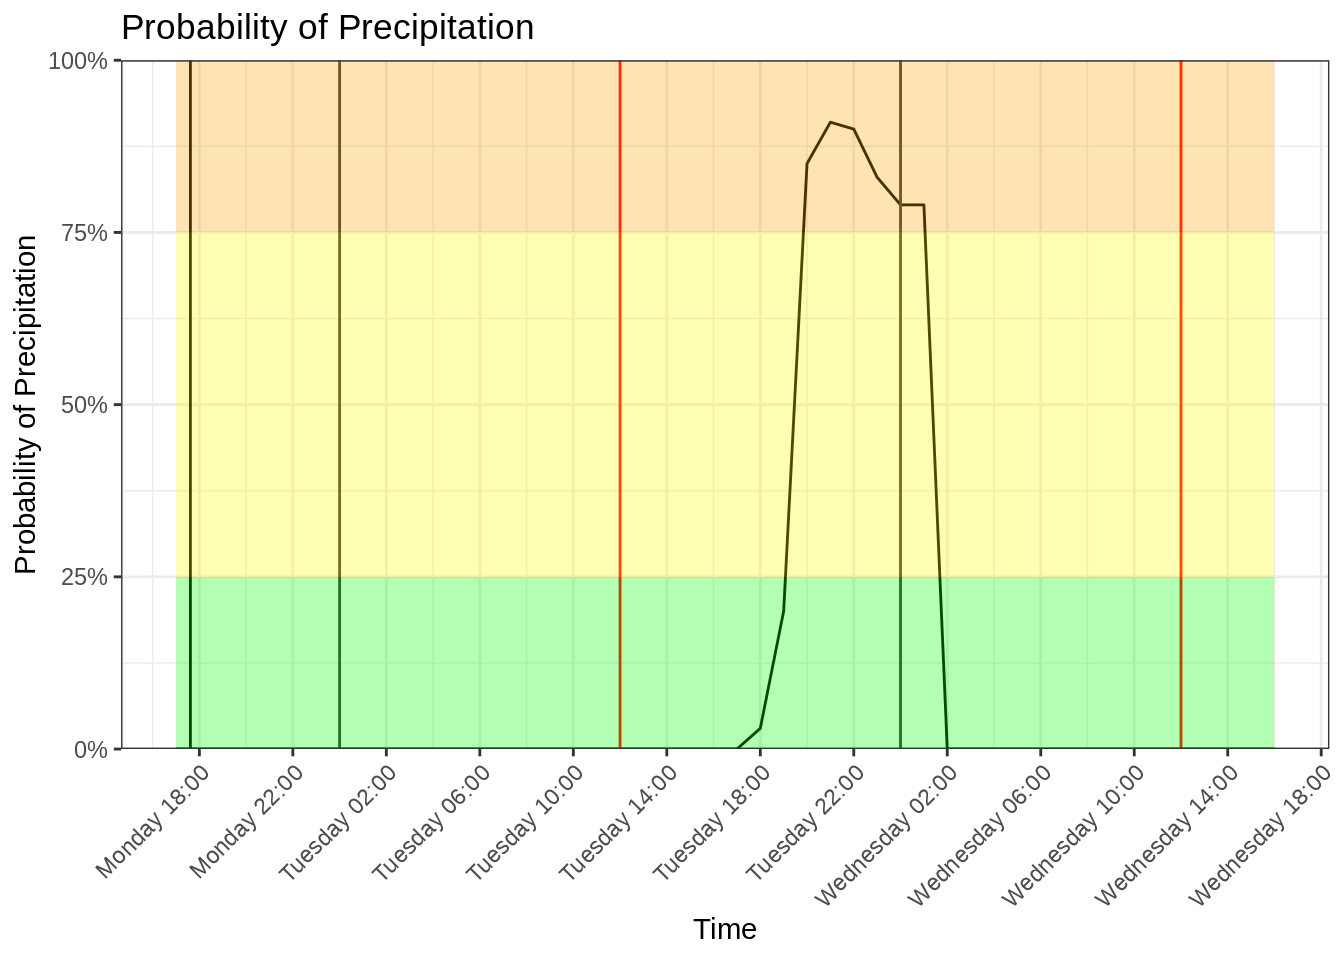 Probability of Precipitation
Probability of Precipitation
100%
75%
50%
25%
0%
Monday 18:00
Monday 22:00
Tuesday 02:00
Tuesday 06:00
Tuesday 10:00
Tuesday 14:00
Tuesday 18:00
Tuesday 22:00
Wednesday 02:00
Wednesday 06:00
Wednesday 10:00
Wednesday 14:00
Wednesday 18:00
Time